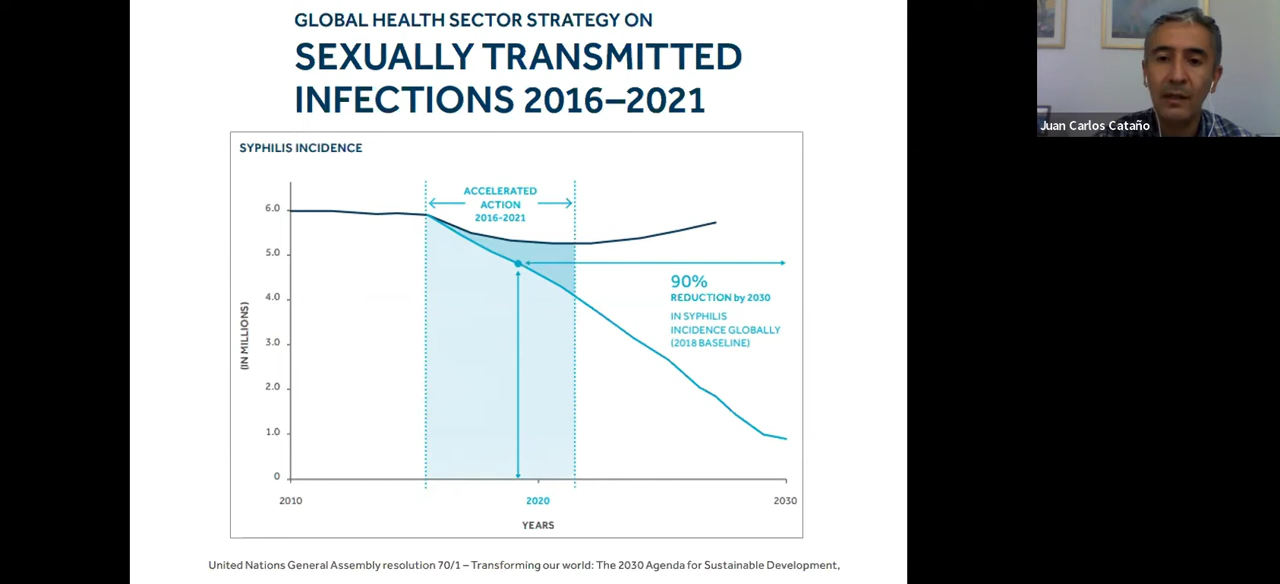 GLOBAL HEALTH SECTOR STRATEGY ON
SEXUALLY TRANSMITTED
INFECTIONS 2016–2021
Juan Carlos Cataño
SYPHILIS INCIDENCE
ACCELERATED
ACTION
2016-2021
6.0
5.0
4.0
3.0
2.0
1.0
0
(IN MILLIONS)
90%
REDUCTION by 2030
IN SYPHILIS
INCIDENCE GLOBALLY
(2018 BASELINE)
2010
2020
2030
YEARS
United Nations General Assembly resolution 70/1 – Transforming our world: The 2030 Agenda for Sustainable Development,